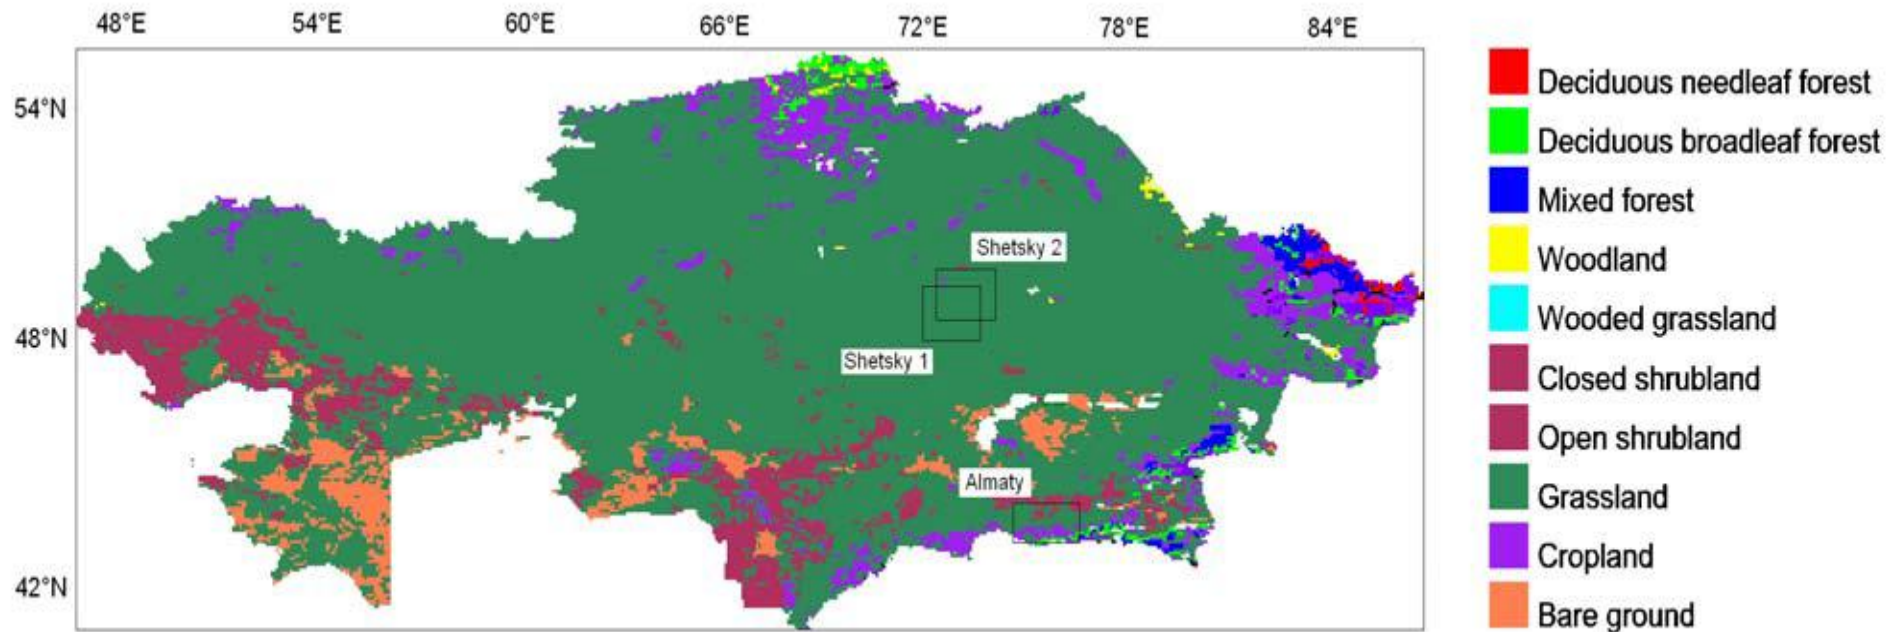 48°E 54°E 60°E 66°E 72°E 78°E 84°E
54°N
48°N
42°N
Shetsky 2
Shetsky 1
Almaty
Deciduous needleaf forest
Deciduous broadleaf forest
Mixed forest
Woodland
Wooded grassland
Closed shrubland
Open shrubland
Grassland
Cropland
Bare ground